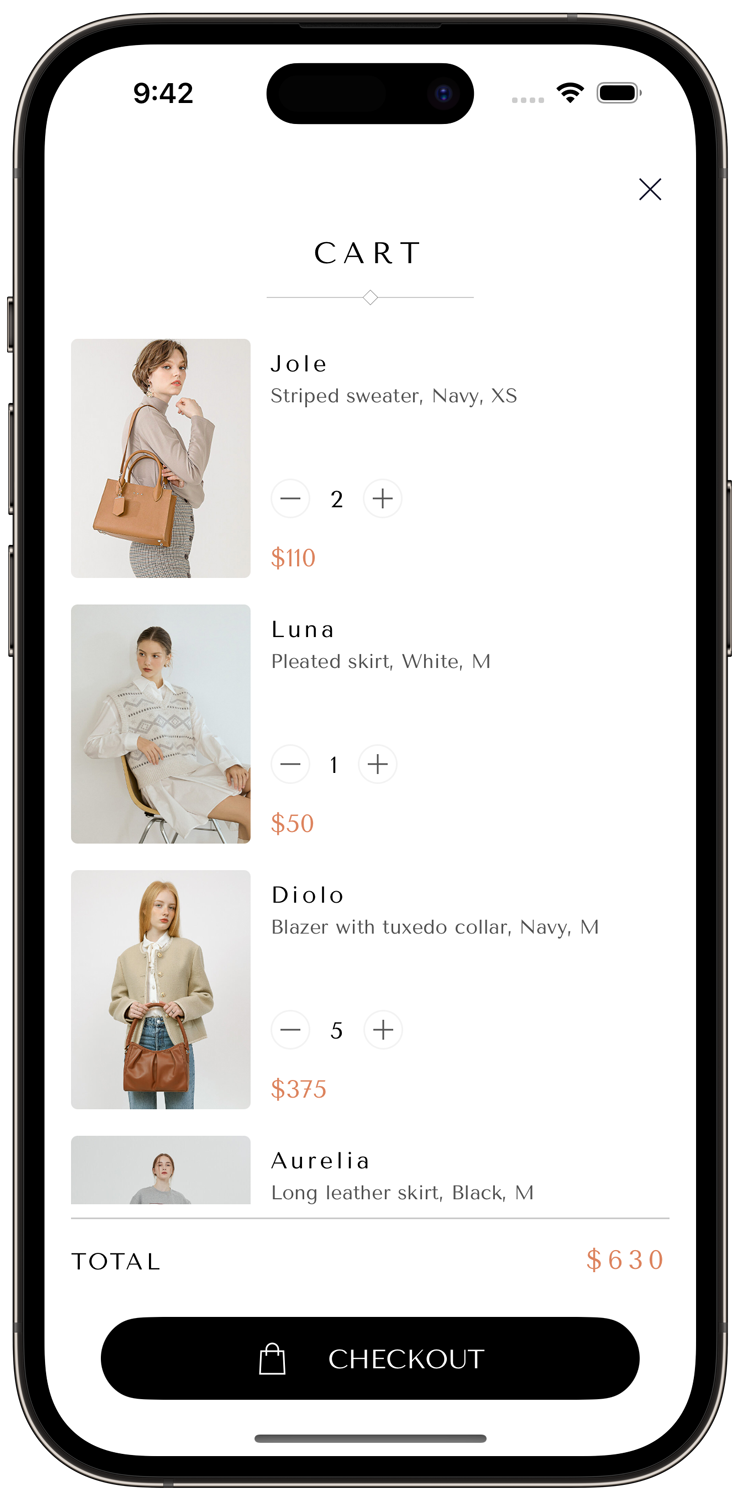 9:42
CART
Jole
Striped sweater, Navy, XS
2
$110
Luna
Pleated skirt, White, M
1
$50
Diolo
Blazer with tuxedo collar, Navy, M
5
$375
Aurelia
Long leather skirt, Black, M
TOTAL
$630
CHECKOUT